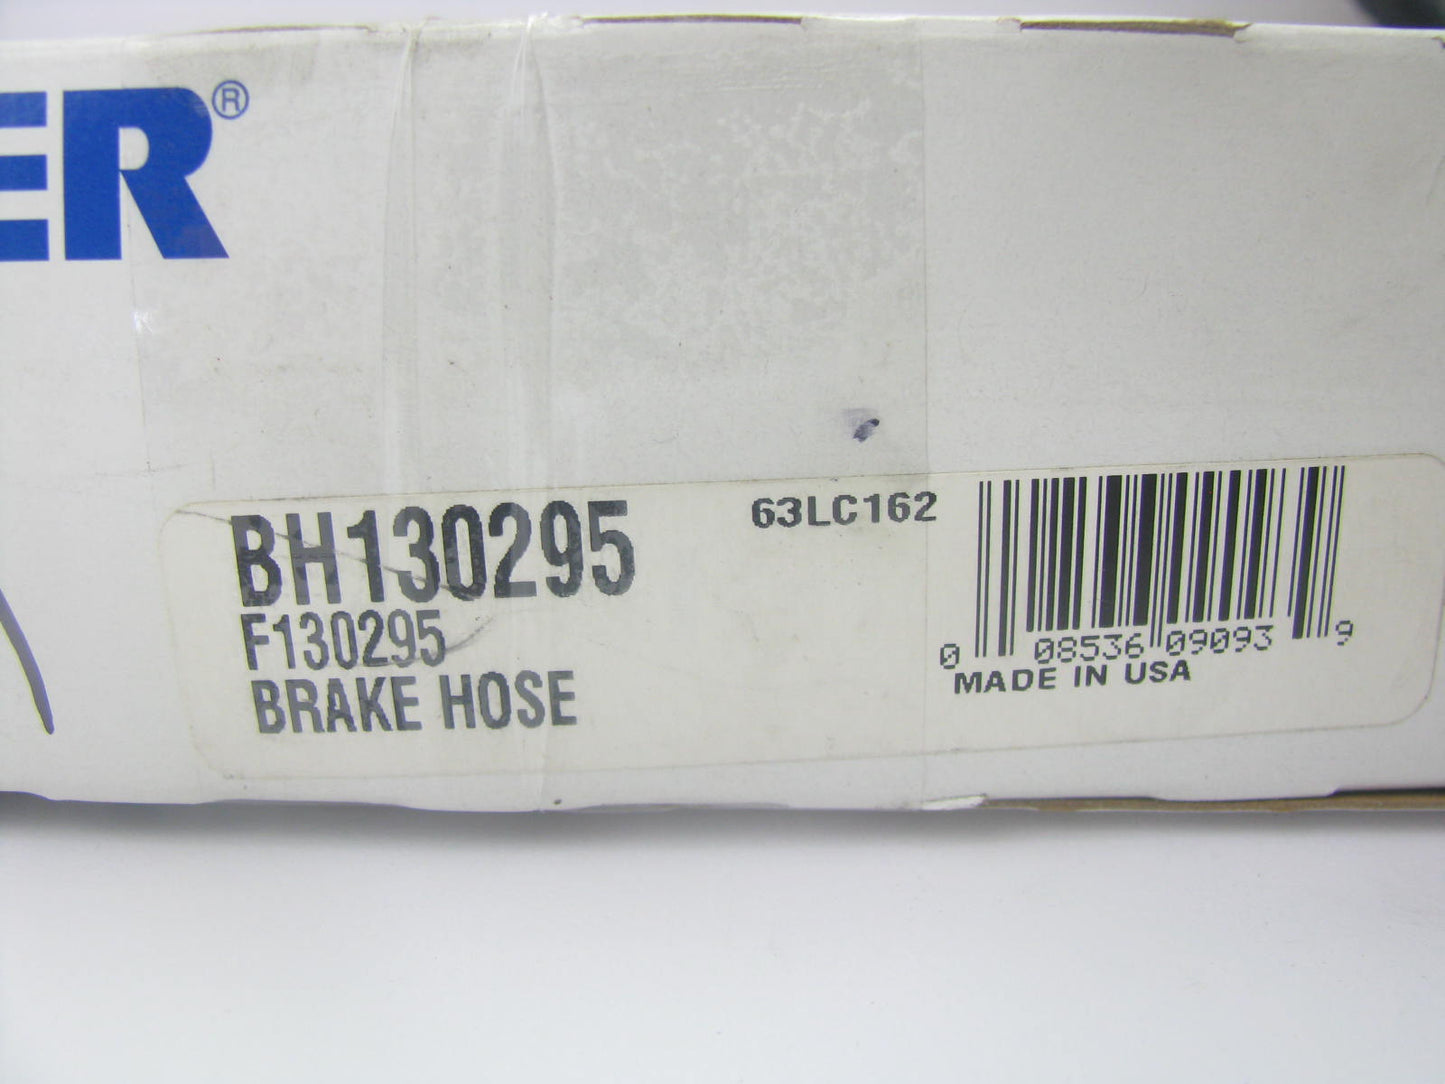 ER®
BH130295
63LC162
F130295
BRAKE HOSE
0 08536 09093 9
MADE IN USA